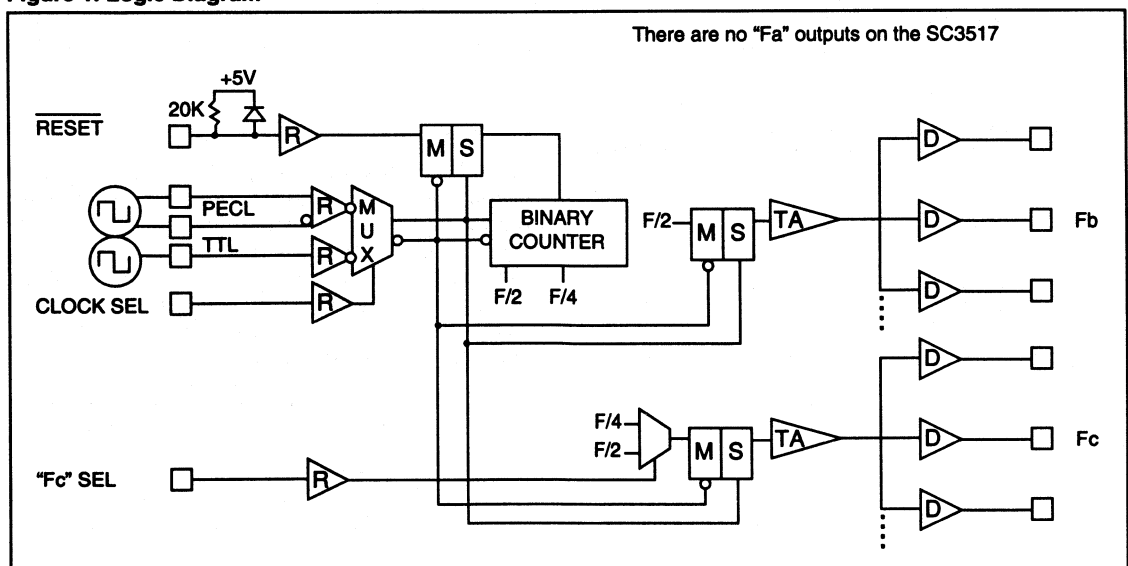 Figure 1. Logic Diagram
There are no "Fa" outputs on the SC3517
+5V
20K
RESET
R
M S
D
PECL
R
M
U
X
BINARY
COUNTER
F/2
M S
TA
D
Fb
TTL
R
F/2 F/4
CLOCK SEL
R
D
D
F/4
F/2
M S
TA
D
Fc
"Fc" SEL
R
D